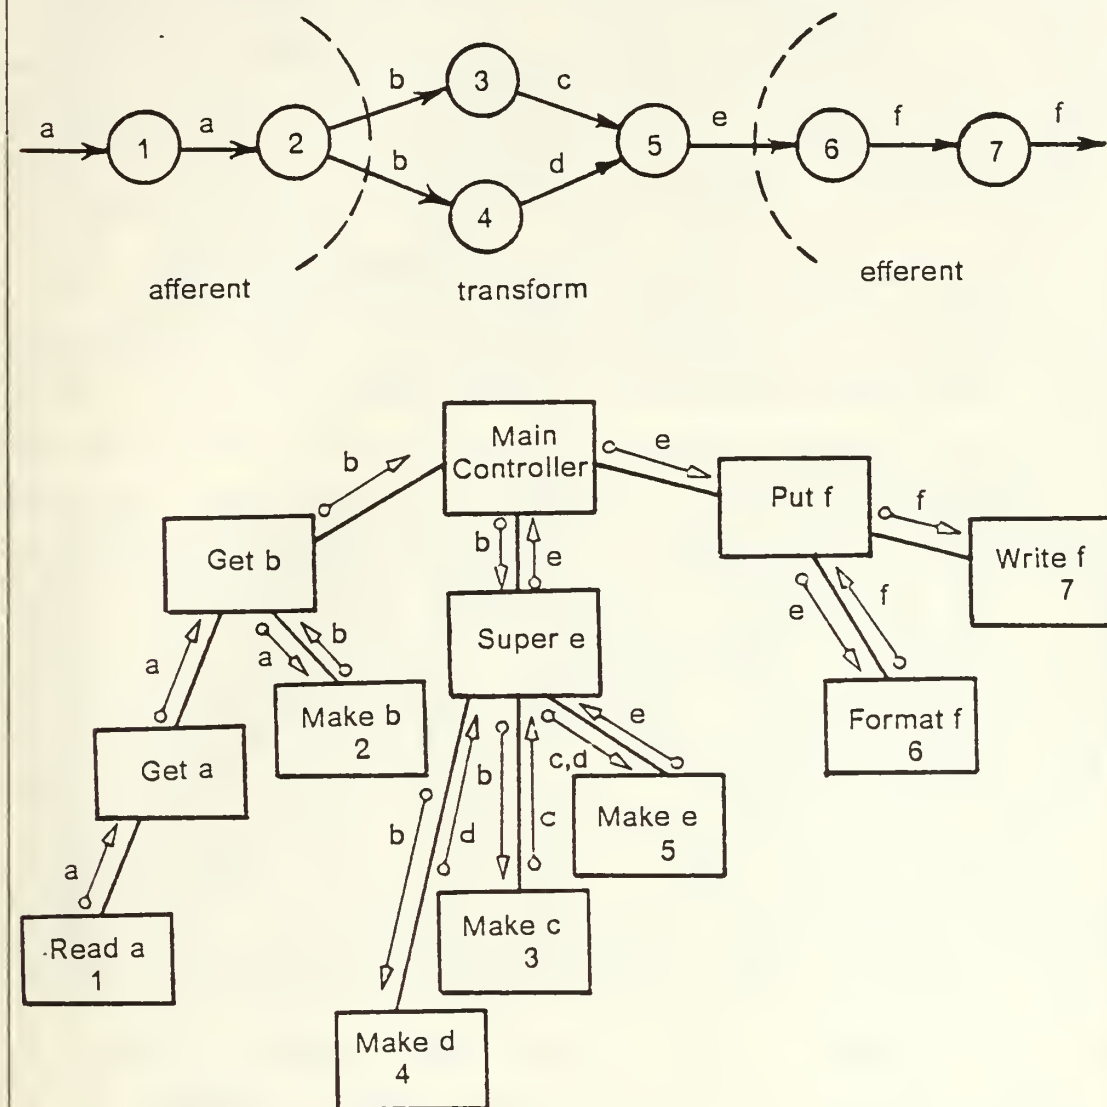 a
1
a
2
b
b
3
4
c
d
5
e
6
f
7
f
afferent
transform
efferent
Main
Controller
b
e
Put f
f
Write f
7
Get b
b
e
e
f
Super e
a
a
b
Make b
2
Format f
6
Get a
b
d
b
c
c,d
e
Make e
5
a
Make c
3
Read a
1
Make d
4